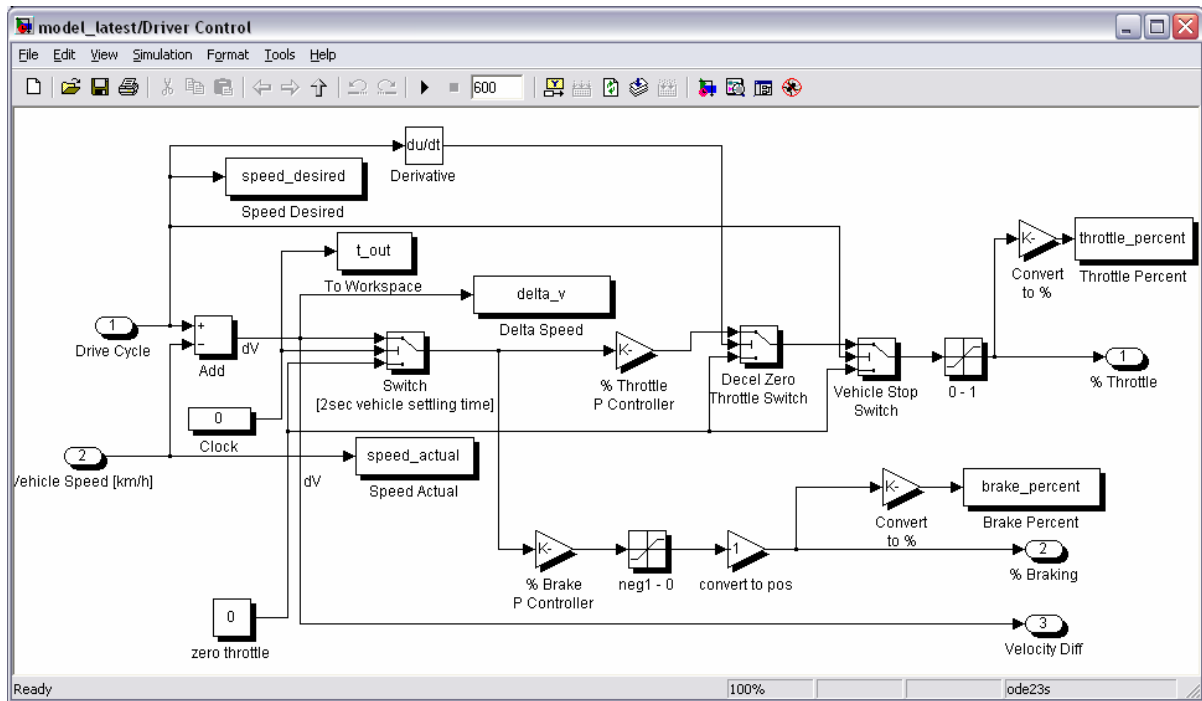 model_latest/Driver Control
File Edit View Simulation Format Tools Help
600
du/dt
Derivative
speed_desired
Speed Desired
t_out
To Workspace
delta_v
Delta Speed
K-
Convert
to %
throttle_percent
Throttle Percent
1
Drive Cycle
+
−
Add
dV
Switch
[2sec vehicle settling time]
K-
% Throttle
P Controller
Decel Zero
Throttle Switch
Vehicle Stop
Switch
0 - 1
1
% Throttle
0
Clock
2
Vehicle Speed [km/h]
speed_actual
Speed Actual
dV
K-
Convert
to %
brake_percent
Brake Percent
K-
% Brake
P Controller
neg1 - 0
-1
convert to pos
2
% Braking
0
zero throttle
3
Velocity Diff
Ready
100%
ode23s